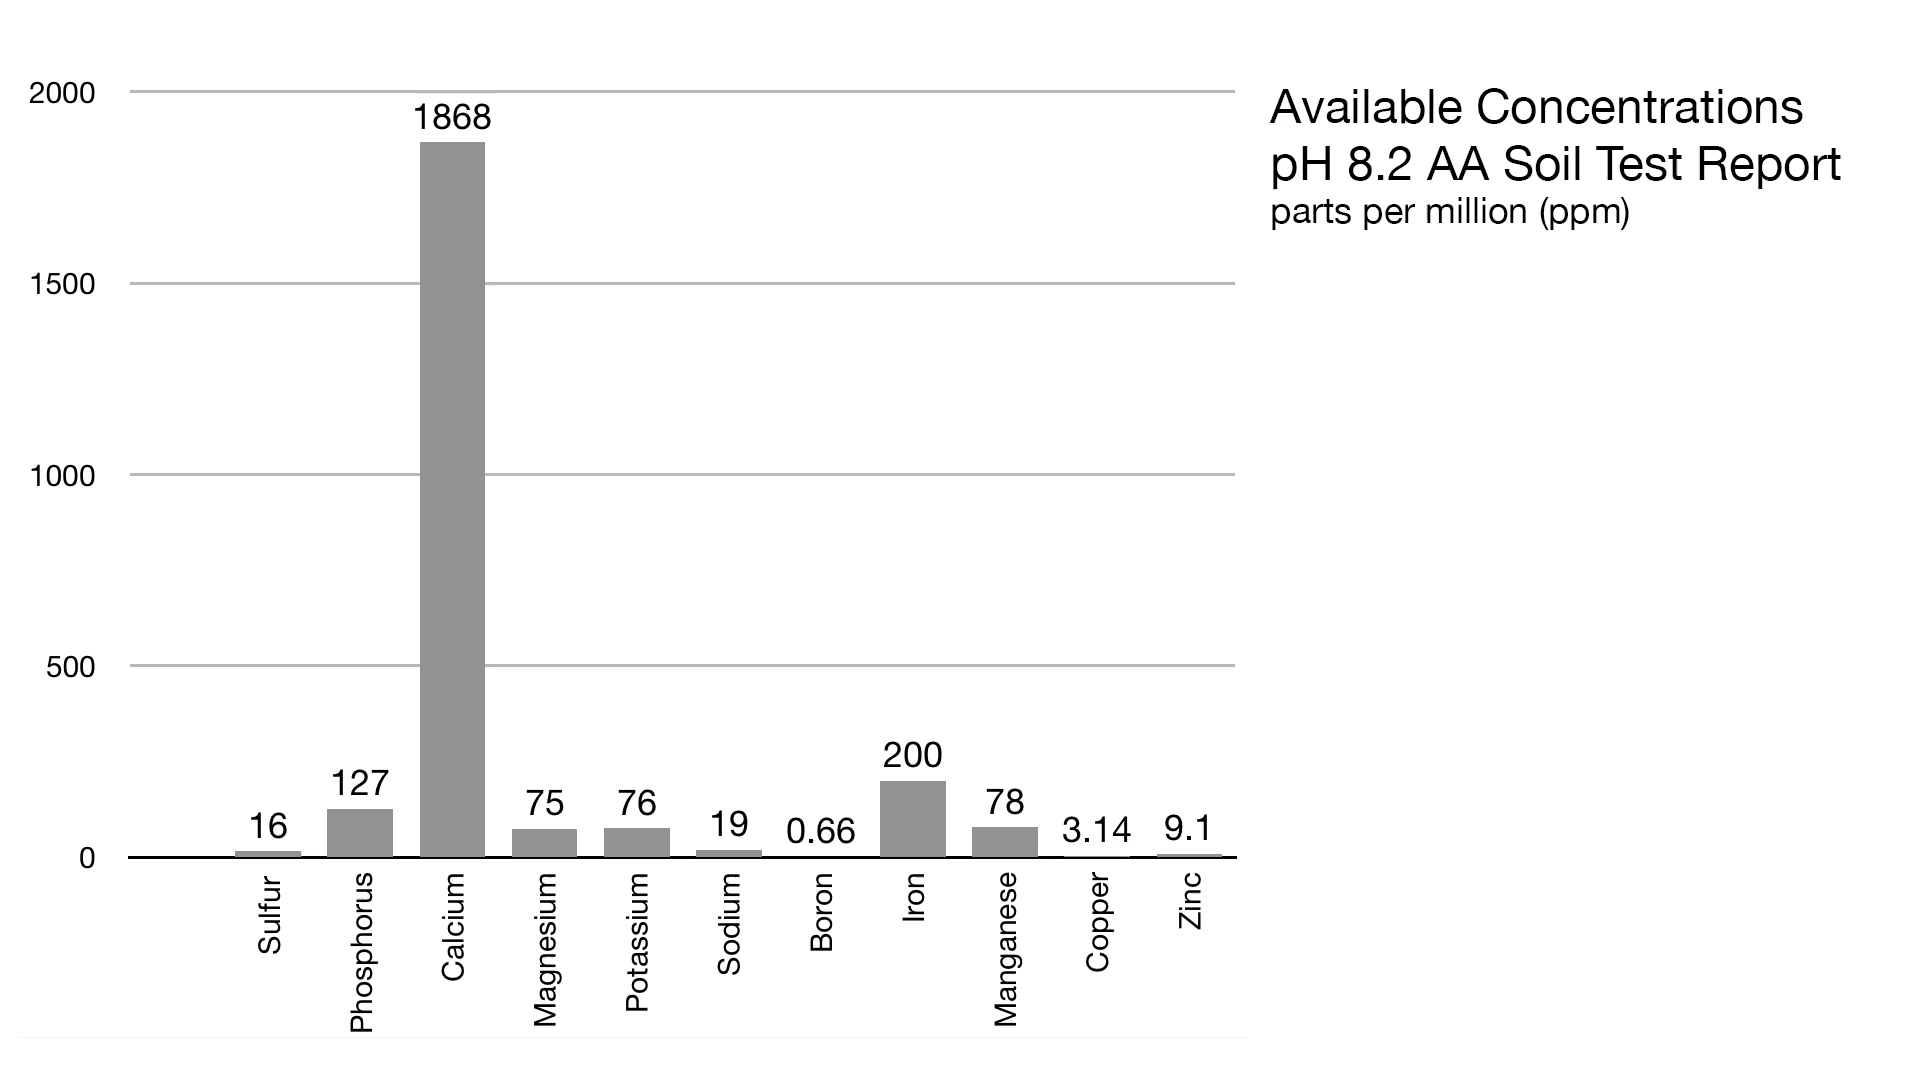 Available Concentrations
pH 8.2 AA Soil Test Report
parts per million (ppm)
2000
1500
1000
500
0
16
127
1868
75
76
19
0.66
200
78
3.14
9.1
Sulfur
Phosphorus
Calcium
Magnesium
Potassium
Sodium
Boron
Iron
Manganese
Copper
Zinc